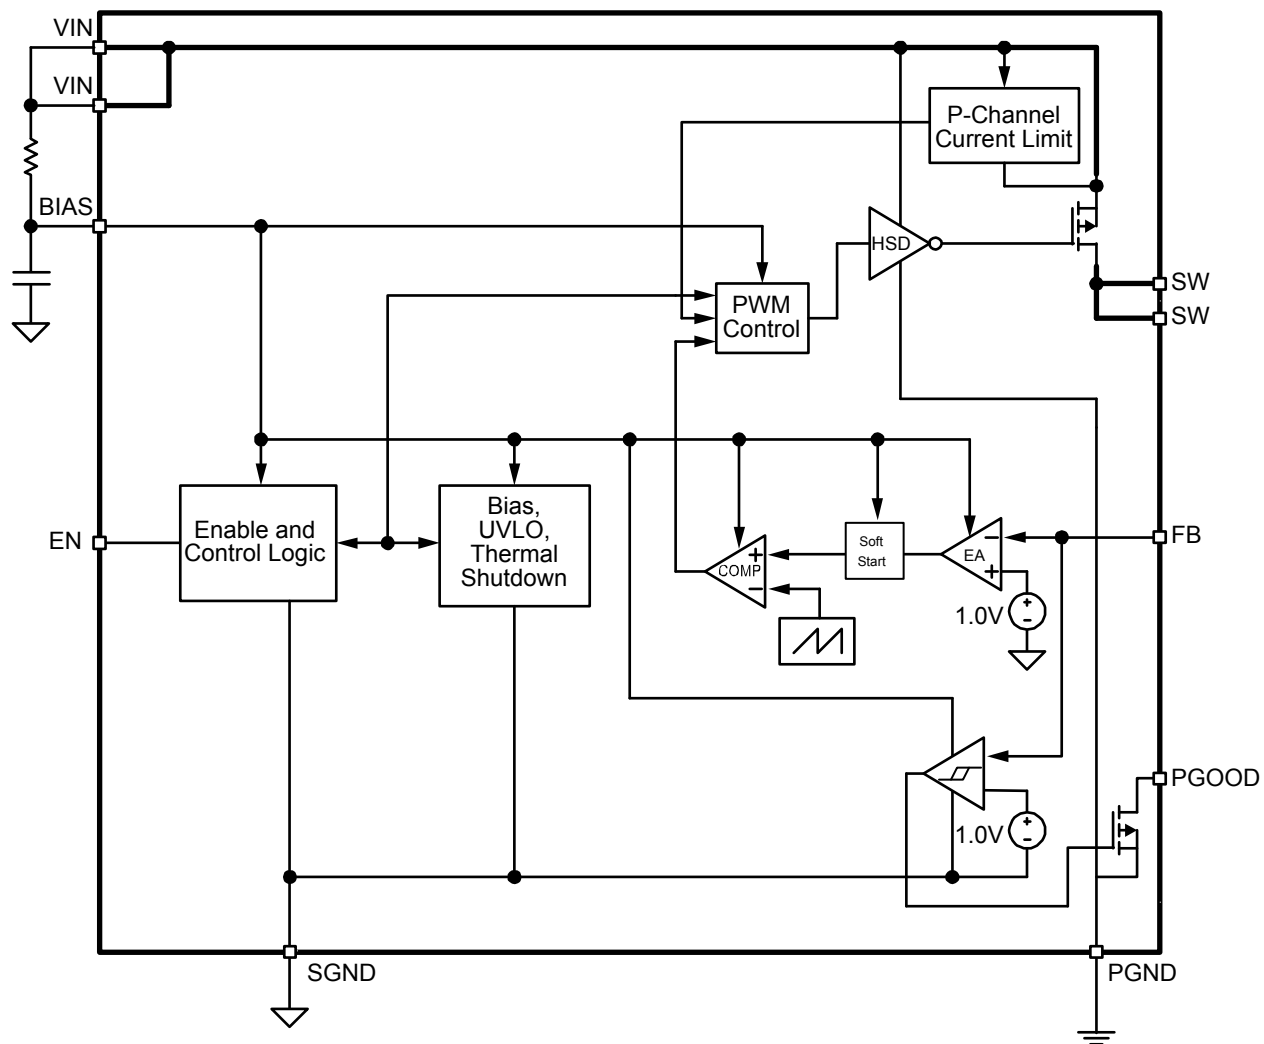 VIN
VIN
P-Channel
Current Limit
BIAS
HSD
SW
SW
PWM
Control
EN
Enable and
Control Logic
Bias,
UVLO,
Thermal
Shutdown
COMP
+
−
Soft
Start
EA
−
+
FB
1.0V
+
−
PGOOD
1.0V
+
−
SGND
PGND